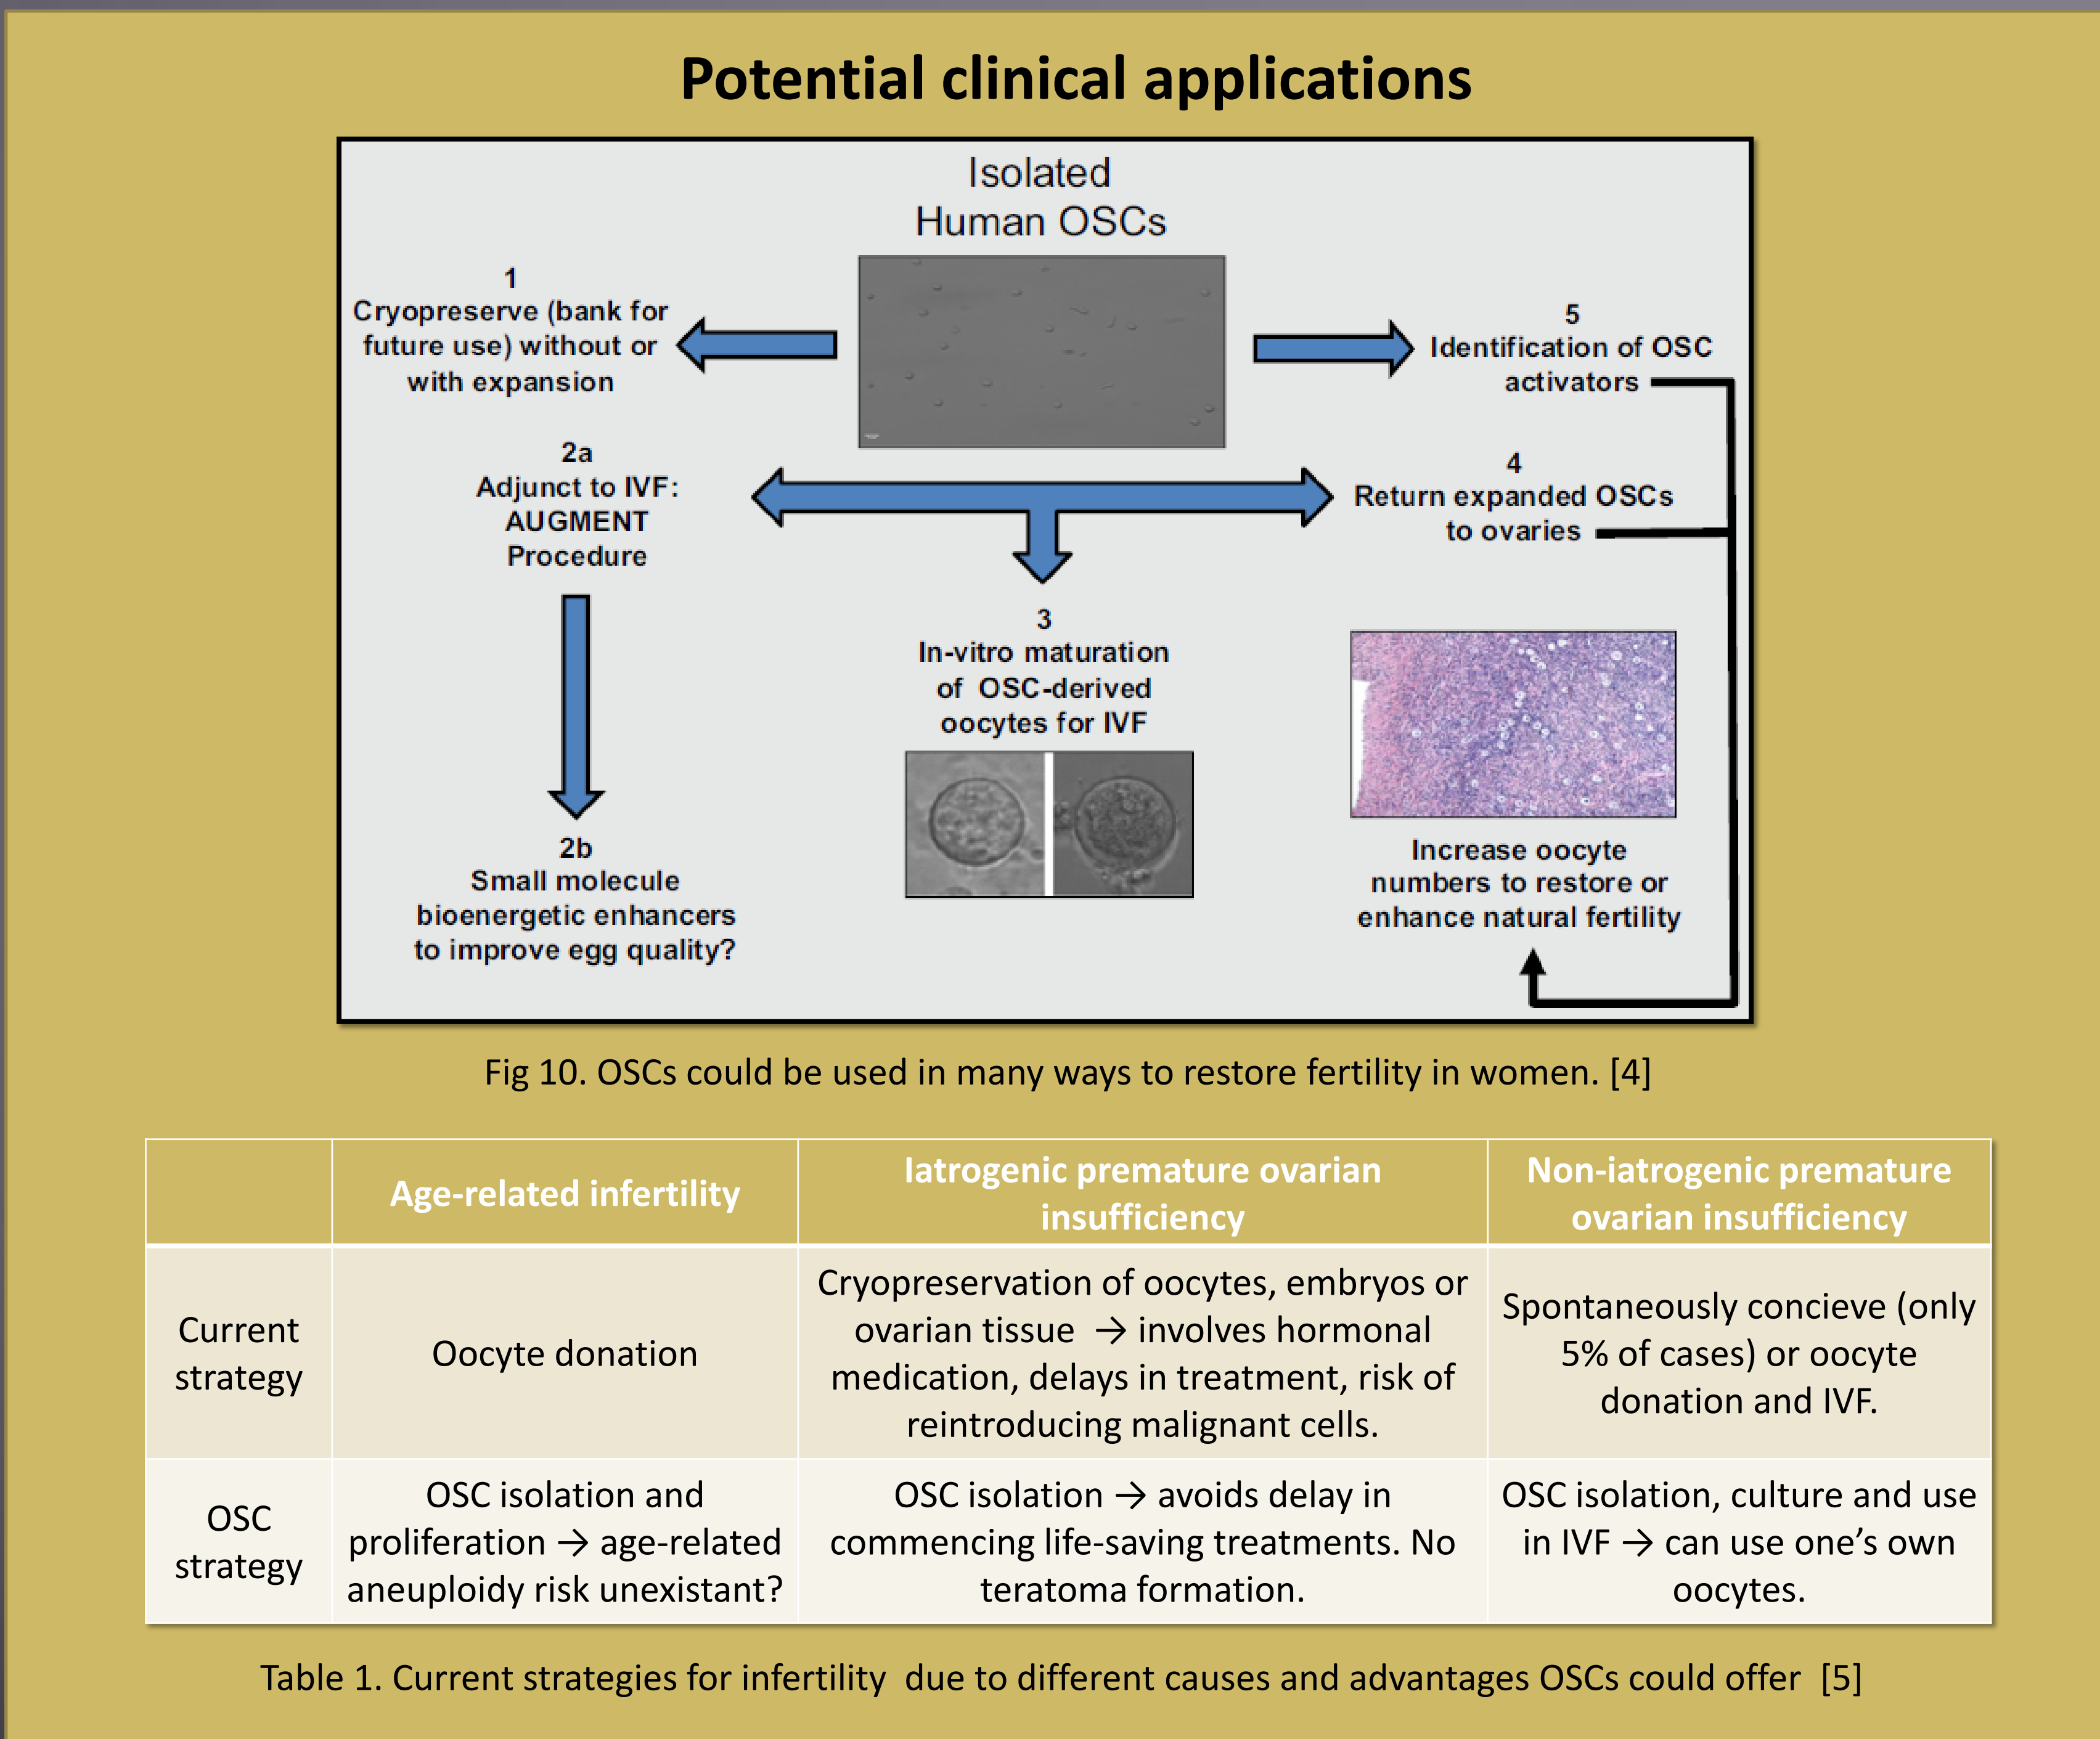 Potential clinical applications
Isolated
Human OSCs
1
Cryopreserve (bank for
future use) without or
with expansion
5
Identification of OSC
activators
2a
Adjunct to IVF:
AUGMENT
Procedure
4
Return expanded OSCs
to ovaries
3
In-vitro maturation
of OSC-derived
oocytes for IVF
2b
Small molecule
bioenergetic enhancers
to improve egg quality?
Increase oocyte
numbers to restore or
enhance natural fertility
Fig 10. OSCs could be used in many ways to restore fertility in women. [4]
Age-related infertility
Iatrogenic premature ovarian
insufficiency
Non-iatrogenic premature
ovarian insufficiency
Current
strategy
Oocyte donation
Cryopreservation of oocytes, embryos or
ovarian tissue → involves hormonal
medication, delays in treatment, risk of
reintroducing malignant cells.
Spontaneously concieve (only
5% of cases) or oocyte
donation and IVF.
OSC
strategy
OSC isolation and
proliferation → age-related
aneuploidy risk unexistant?
OSC isolation → avoids delay in
commencing life-saving treatments. No
teratoma formation.
OSC isolation, culture and use
in IVF → can use one’s own
oocytes.
Table 1. Current strategies for infertility due to different causes and advantages OSCs could offer [5]